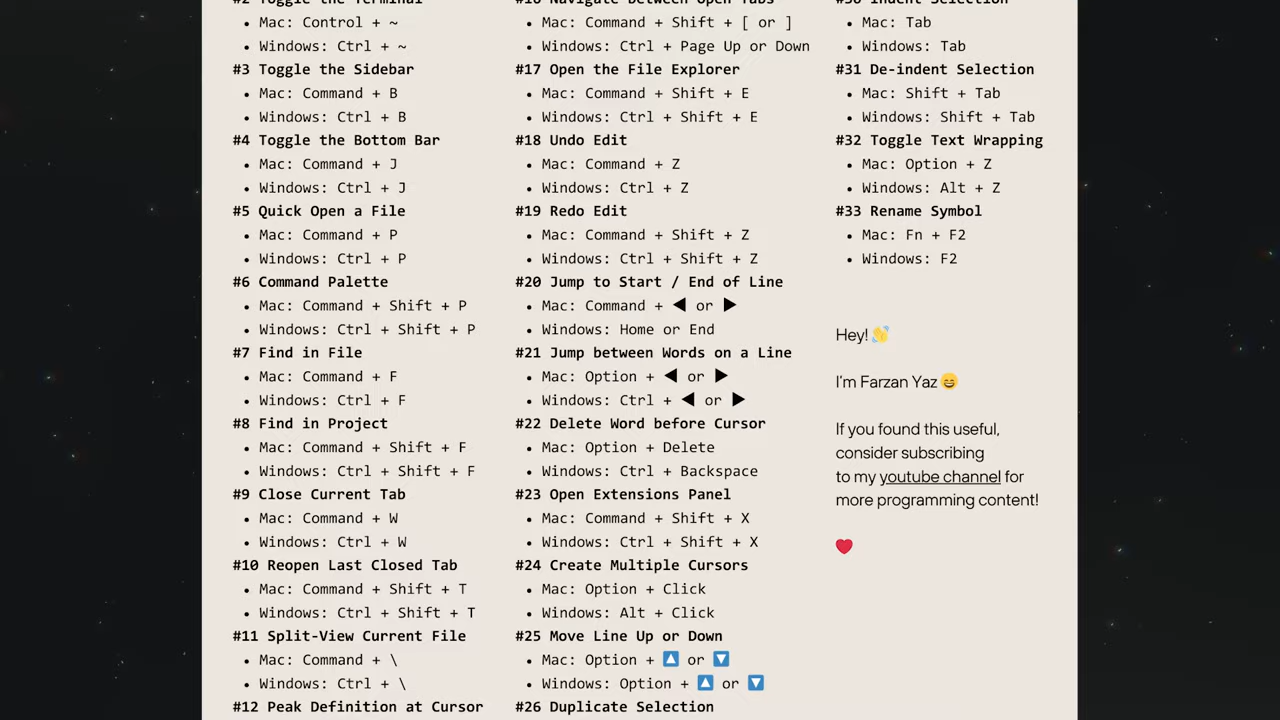 #2 Toggle the Terminal
• Mac: Control + ~
• Windows: Ctrl + ~
#3 Toggle the Sidebar
• Mac: Command + B
• Windows: Ctrl + B
#4 Toggle the Bottom Bar
• Mac: Command + J
• Windows: Ctrl + J
#5 Quick Open a File
• Mac: Command + P
• Windows: Ctrl + P
#6 Command Palette
• Mac: Command + Shift + P
• Windows: Ctrl + Shift + P
#7 Find in File
• Mac: Command + F
• Windows: Ctrl + F
#8 Find in Project
• Mac: Command + Shift + F
• Windows: Ctrl + Shift + F
#9 Close Current Tab
• Mac: Command + W
• Windows: Ctrl + W
#10 Reopen Last Closed Tab
• Mac: Command + Shift + T
• Windows: Ctrl + Shift + T
#11 Split-View Current File
• Mac: Command + \
• Windows: Ctrl + \
#12 Peak Definition at Cursor
#16 Navigate between Open Tabs
• Mac: Command + Shift + [ or ]
• Windows: Ctrl + Page Up or Down
#17 Open the File Explorer
• Mac: Command + Shift + E
• Windows: Ctrl + Shift + E
#18 Undo Edit
• Mac: Command + Z
• Windows: Ctrl + Z
#19 Redo Edit
• Mac: Command + Shift + Z
• Windows: Ctrl + Shift + Z
#20 Jump to Start / End of Line
• Mac: Command + ◀ or ▶
• Windows: Home or End
#21 Jump between Words on a Line
• Mac: Option + ◀ or ▶
• Windows: Ctrl + ◀ or ▶
#22 Delete Word before Cursor
• Mac: Option + Delete
• Windows: Ctrl + Backspace
#23 Open Extensions Panel
• Mac: Command + Shift + X
• Windows: Ctrl + Shift + X
#24 Create Multiple Cursors
• Mac: Option + Click
• Windows: Alt + Click
#25 Move Line Up or Down
• Mac: Option + 🔼 or 🔽
• Windows: Option + 🔼 or 🔽
#26 Duplicate Selection
#30 Indent Selection
• Mac: Tab
• Windows: Tab
#31 De-indent Selection
• Mac: Shift + Tab
• Windows: Shift + Tab
#32 Toggle Text Wrapping
• Mac: Option + Z
• Windows: Alt + Z
#33 Rename Symbol
• Mac: Fn + F2
• Windows: F2
Hey! 👋
I'm Farzan Yaz 😄
If you found this useful,
consider subscribing
to my youtube channel for
more programming content!
❤️